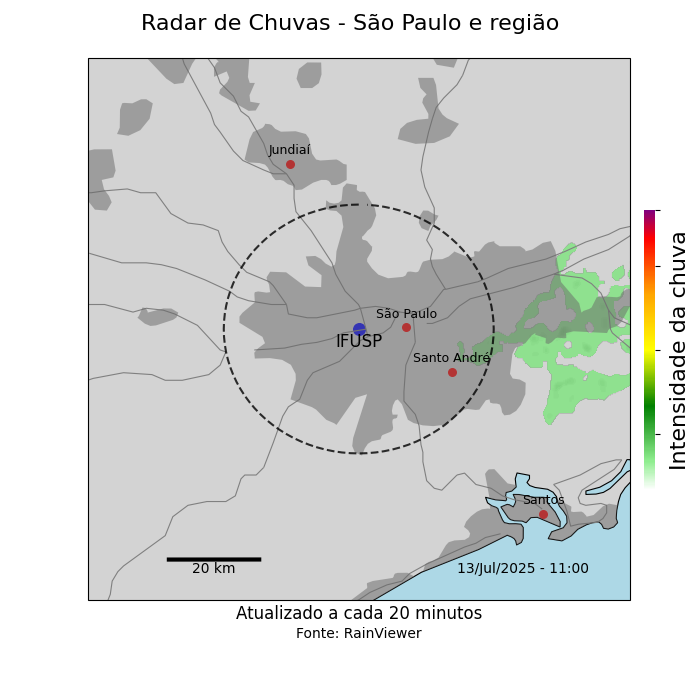 Radar de Chuvas - São Paulo e região
Jundiaí
São Paulo
IFUSP
Santo André
Intensidade da chuva
Santos
20 km
13/Jul/2025 - 11:00
Atualizado a cada 20 minutos
Fonte: RainViewer